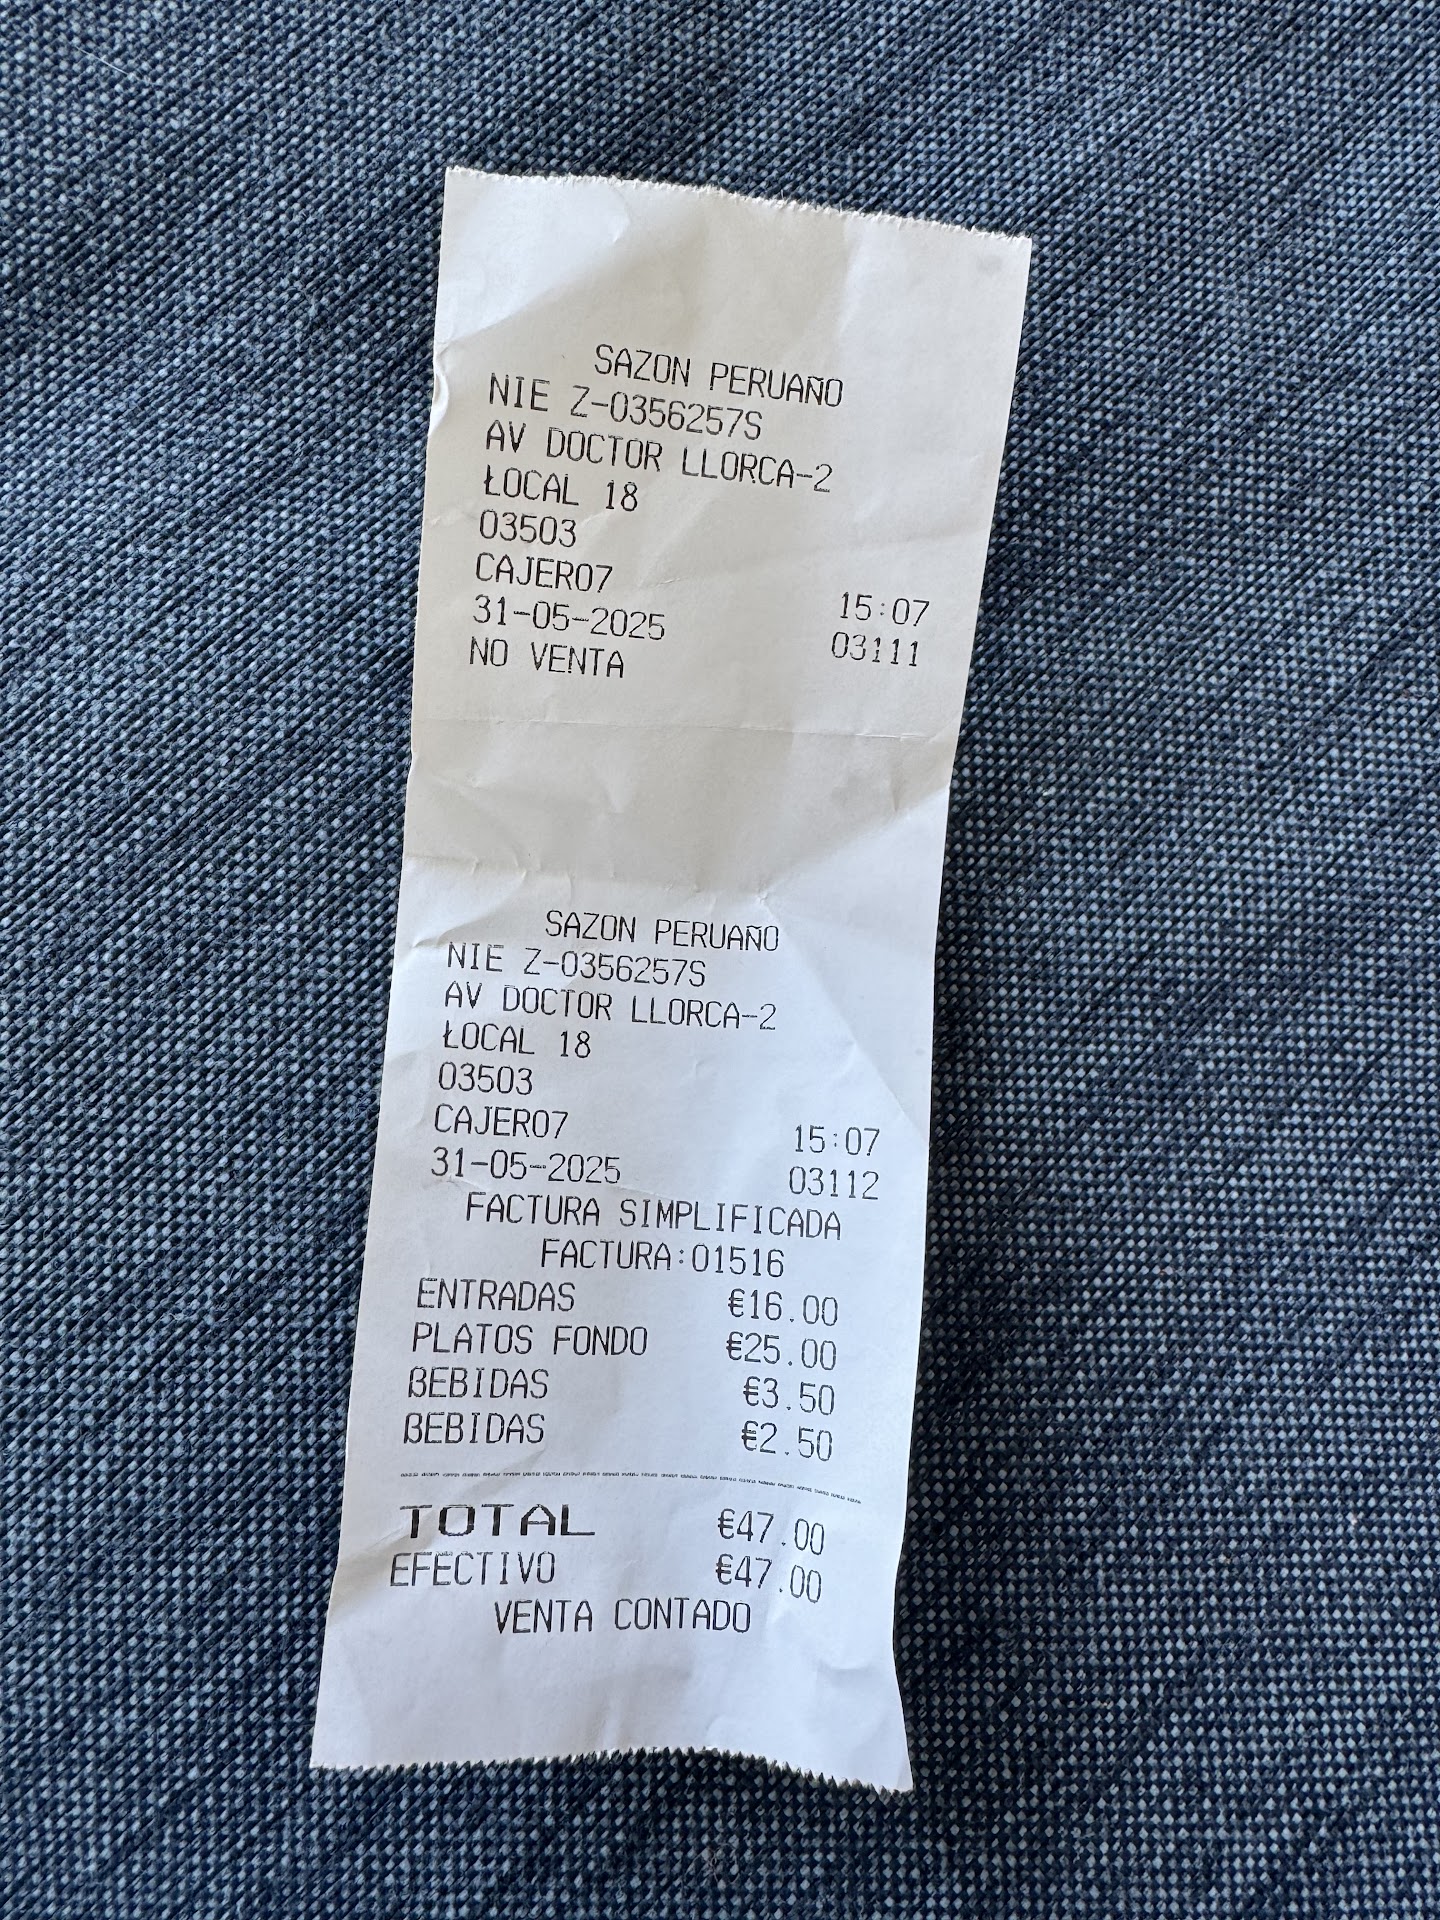 SAZON PERUAÑO
NIE Z-0356257S
AV DOCTOR LLORCA-2
ŁOCAL 18
03503
CAJERO7
31-05-2025 15:07
NO VENTA 03111
SAZON PERUAÑO
NIE Z-0356257S
AV DOCTOR LLORCA-2
ŁOCAL 18
03503
CAJERO7
31-05-2025 15:07
03112
FACTURA SIMPLIFICADA
FACTURA:01516
ENTRADAS €16.00
PLATOS FONDO €25.00
BEBIDAS €3.50
BEBIDAS €2.50
TOTAL €47.00
EFECTIVO €47.00
VENTA CONTADO